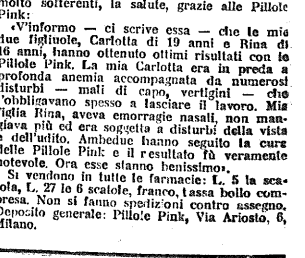 molto sofferenti, la salute, grazie alle Pillole
Pink:
«V'informo — ci scrive essa — che le mie
due figliuole, Carlotta di 19 anni e Rina di
16 anni, hanno ottenuto ottimi risultati con le
Pillole Pink. La mia Carlotta era in preda a
profonda anemia accompagnata da numerosi
disturbi — mali di capo, vertigini — che
l'obbligavano spesso a lasciare il lavoro. Mia
figlia Rina, aveva emorragie nasali, non man-
giava più ed era soggetta a disturbi della vista
e dell'udito. Ambedue hanno seguito la cura
delle Pillole Pink e il resultato fu veramente
notevole. Ora esse stanno benissimo».
Si vendono in tutte le farmacie: L. 5 la sca-
tola, L. 27 le 6 scatole, franco, tassa bollo com-
presa. Non si fanno spedizioni contro assegno.
Deposito generale: Pillole Pink, Via Ariosto, 6,
Milano.